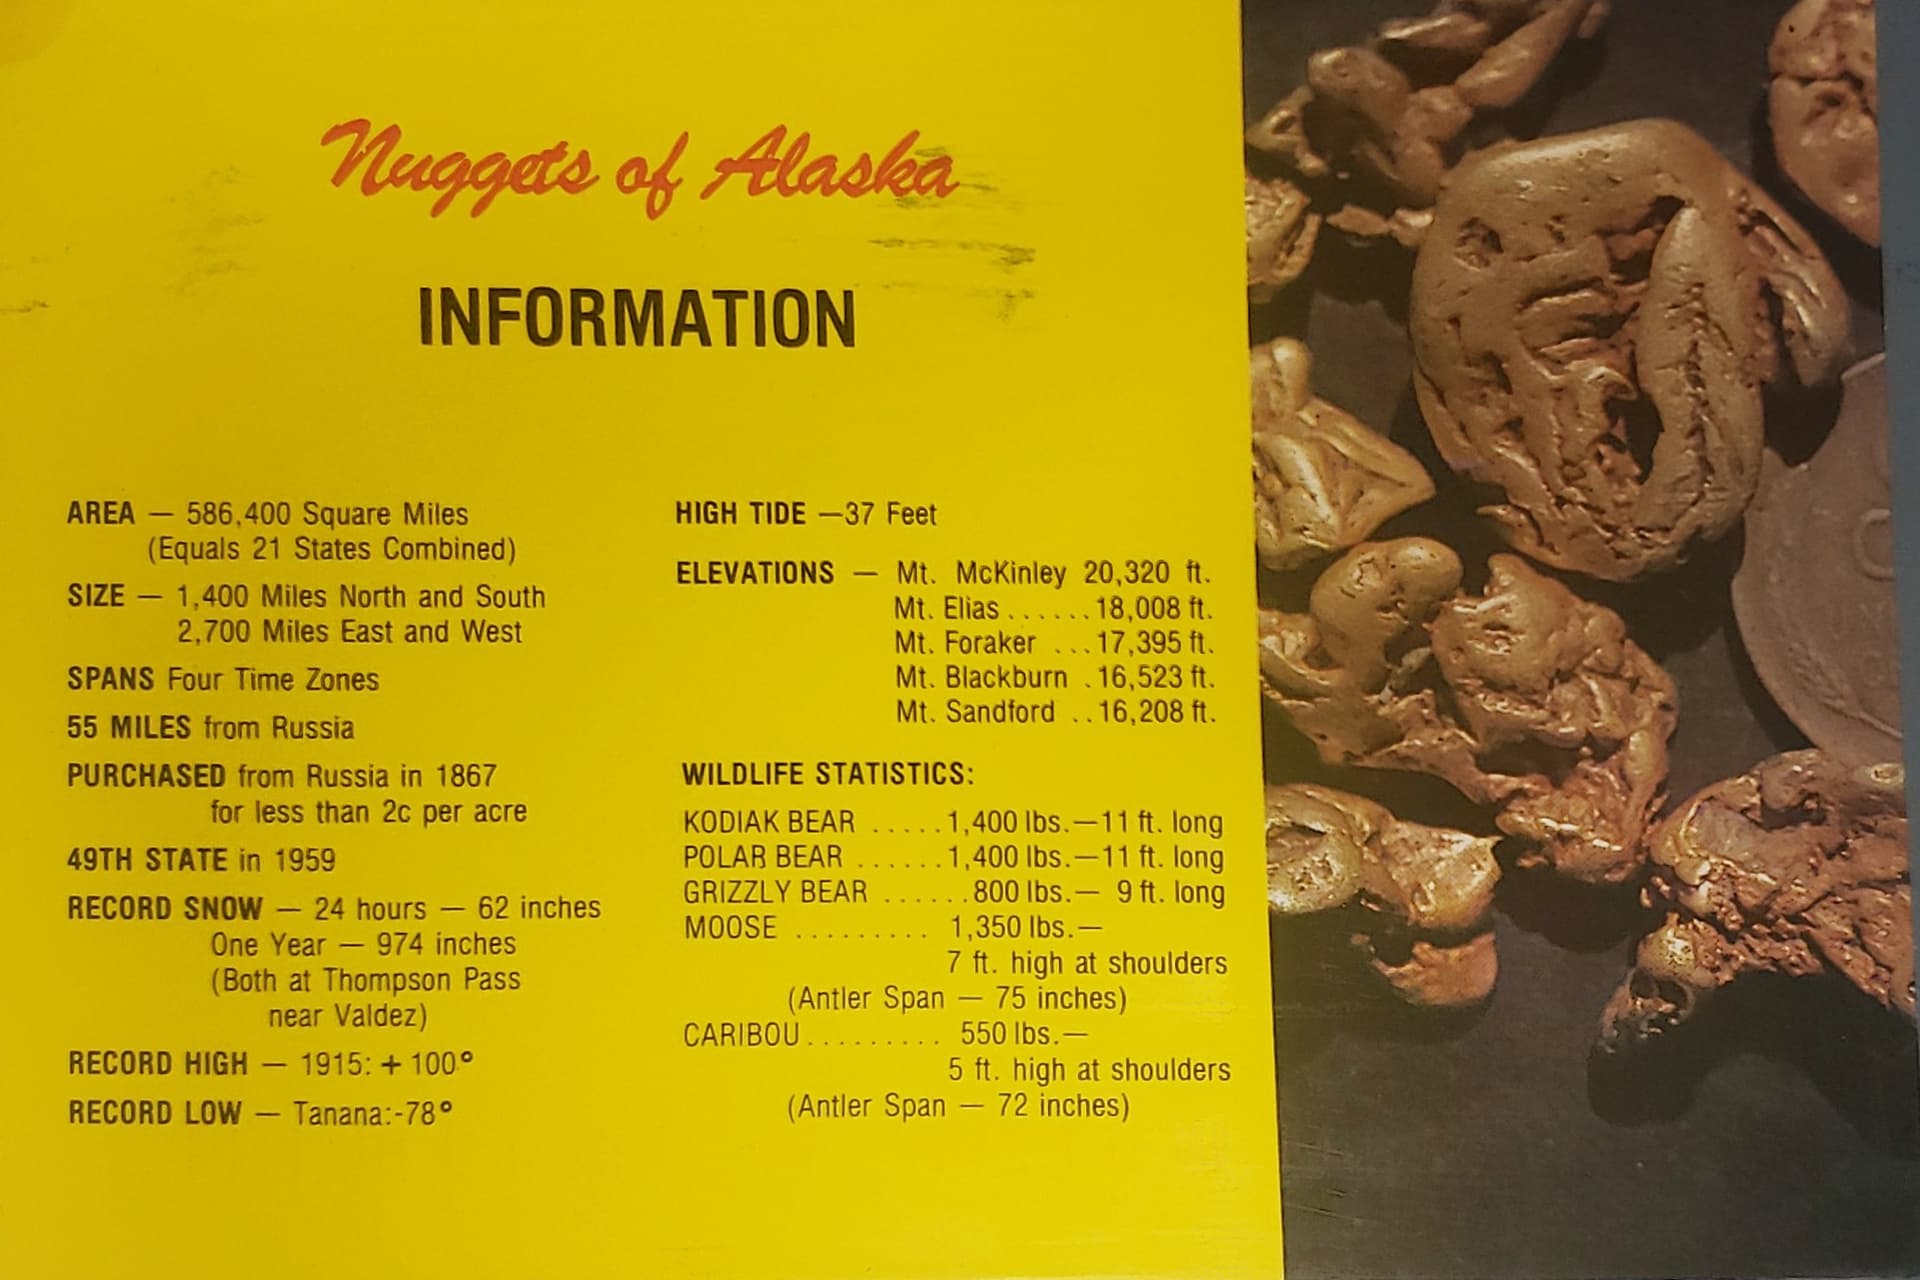 Nuggets of Alaska
INFORMATION
AREA — 586,400 Square Miles
(Equals 21 States Combined)
SIZE — 1,400 Miles North and South
2,700 Miles East and West
SPANS Four Time Zones
55 MILES from Russia
PURCHASED from Russia in 1867
for less than 2c per acre
49TH STATE in 1959
RECORD SNOW — 24 hours — 62 inches
One Year — 974 inches
(Both at Thompson Pass
near Valdez)
RECORD HIGH — 1915: + 100°
RECORD LOW — Tanana:-78°
HIGH TIDE —37 Feet
ELEVATIONS — Mt. McKinley 20,320 ft.
Mt. Elias ...... 18,008 ft.
Mt. Foraker ... 17,395 ft.
Mt. Blackburn . 16,523 ft.
Mt. Sandford .. 16,208 ft.
WILDLIFE STATISTICS:
KODIAK BEAR ..... 1,400 lbs.—11 ft. long
POLAR BEAR ...... 1,400 lbs.—11 ft. long
GRIZZLY BEAR ...... 800 lbs.— 9 ft. long
MOOSE ......... 1,350 lbs.—
7 ft. high at shoulders
(Antler Span — 75 inches)
CARIBOU ......... 550 lbs.—
5 ft. high at shoulders
(Antler Span — 72 inches)